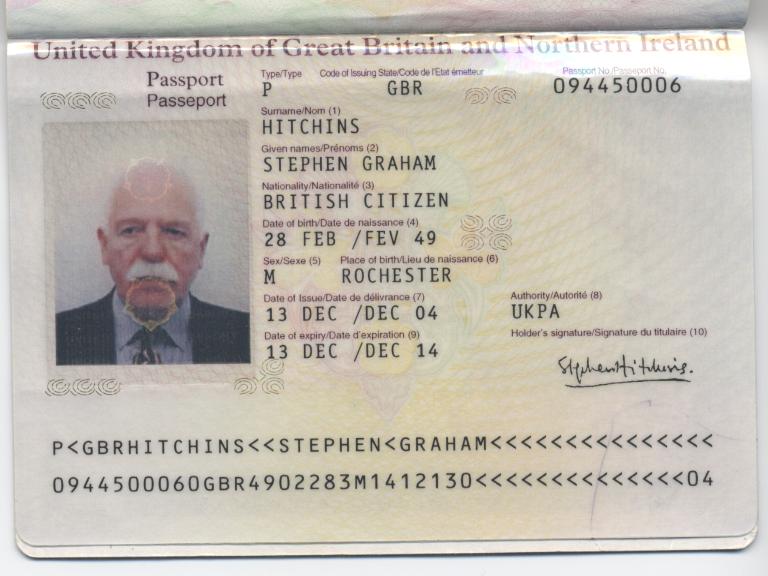 United Kingdom of Great Britain and Northern Ireland
Passport
Passeport
Type/Type Code of Issuing State/Code de l'Etat émetteur Passport No./Passeport No.
P GBR 094450006
Surname/Nom (1)
HITCHINS
Given names/Prénoms (2)
STEPHEN GRAHAM
Nationality/Nationalité (3)
BRITISH CITIZEN
Date of birth/Date de naissance (4)
28 FEB /FEV 49
Sex/Sexe (5) Place of birth/Lieu de naissance (6)
M ROCHESTER
Date of Issue/Date de délivrance (7) Authority/Autorité (8)
13 DEC /DEC 04 UKPA
Date of expiry/Date d'expiration (9) Holder's signature/Signature du titulaire (10)
13 DEC /DEC 14
Stephen Hitchins.
P<GBRHITCHINS<<STEPHEN<GRAHAM<<<<<<<<<<<<<<<
0944500060GBR4902283M1412130<<<<<<<<<<<<<<04